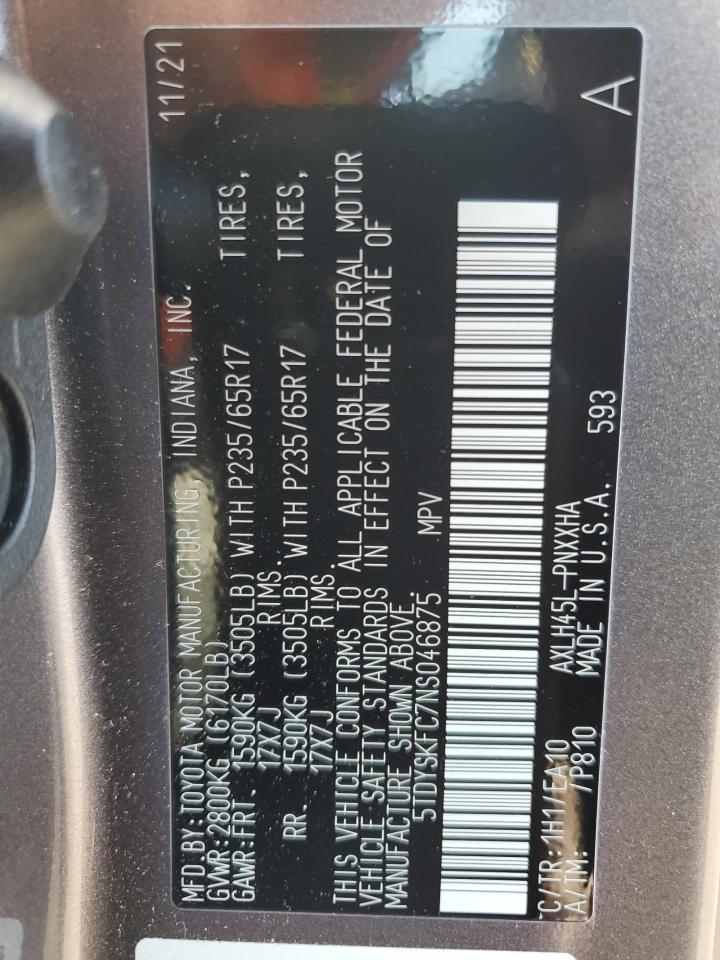 MFD.BY:TOYOTA MOTOR MANUFACTURING, INDIANA, INC. 11/21
GVWR:2800KG (6170LB)
GAWR:FRT. 1590KG (3505LB) WITH P235/65R17 TIRES,
17X7J RIMS.
RR. 1590KG (3505LB) WITH P235/65R17 TIRES,
17X7J RIMS.
THIS VEHICLE CONFORMS TO ALL APPLICABLE FEDERAL MOTOR
VEHICLE SAFETY STANDARDS IN EFFECT ON THE DATE OF
MANUFACTURE SHOWN ABOVE.
5TDYSKFC7NS046875 MPV
C/TR:1H1/EA10 AXLH45L-PNXXHA
A/TM: /P810 MADE IN U.S.A. 593 A